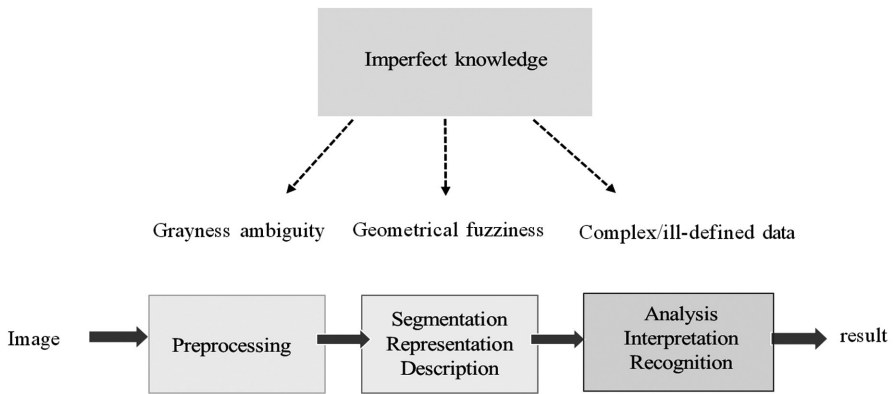 Imperfect knowledge
Grayness ambiguity
Geometrical fuzziness
Complex/ill-defined data
Image
Preprocessing
Segmentation
Representation
Description
Analysis
Interpretation
Recognition
result